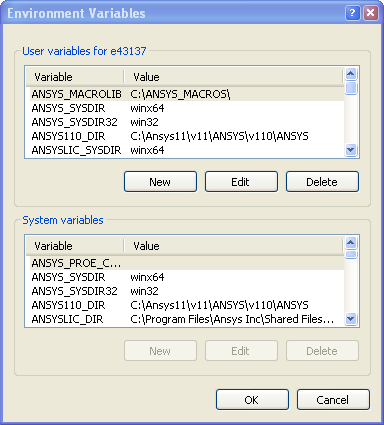 Environment Variables
User variables for e43137
Variable Value
ANSYS_MACROLIB C:\ANSYS_MACROS\
ANSYS_SYSDIR winx64
ANSYS_SYSDIR32 win32
ANSYS110_DIR C:\Ansys11\v11\ANSYS\v110\ANSYS
ANSYSLIC_SYSDIR winx64
New Edit Delete
System variables
Variable Value
ANSYS_PROE_C...
ANSYS_SYSDIR winx64
ANSYS_SYSDIR32 win32
ANSYS110_DIR C:\Ansys11\v11\ANSYS\v110\ANSYS
ANSYSLIC_DIR C:\Program Files\Ansys Inc\Shared Files...
New Edit Delete
OK Cancel